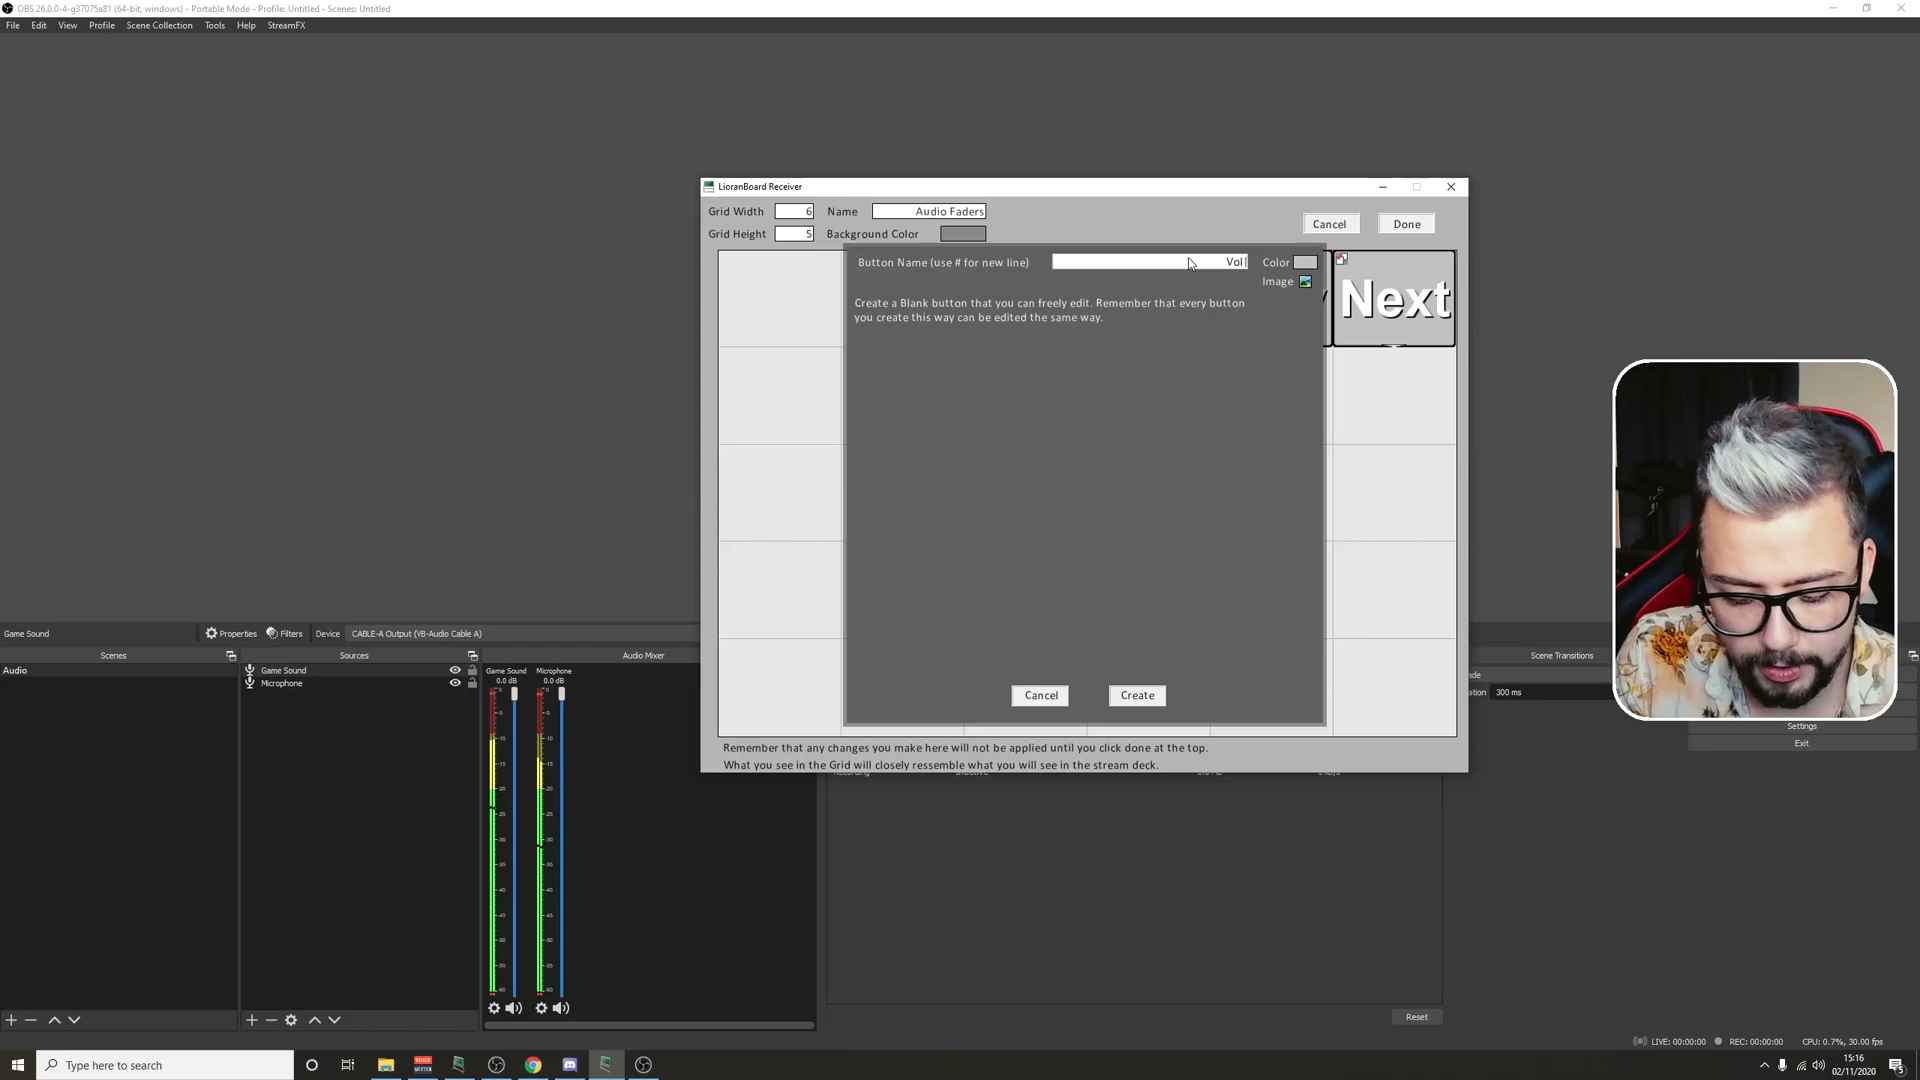 OBS 26.0.0-4-g37075a81 (64-bit, windows) - Portable Mode - Profile: Untitled - Scenes: Untitled
File Edit View Profile Scene Collection Tools Help StreamFX
LioranBoard Receiver
Grid Width 6 Name Audio Faders
Cancel Done
Grid Height 5 Background Color
Button Name (use # for new line) Vol Color
Image
Next
Create a Blank button that you can freely edit. Remember that every button
you create this way can be edited the same way.
Cancel Create
Remember that any changes you make here will not be applied until you click done at the top.
What you see in the Grid will closely ressemble what you will see in the stream deck.
Game Sound Properties Filters Device CABLE-A Output (VB-Audio Cable A)
Scenes Sources Audio Mixer Scene Transitions
Audio
Game Sound
Microphone
Game Sound Microphone
0.0 dB 0.0 dB
300 ms
Settings
Exit
Reset
LIVE: 00:00:00 REC: 00:00:00 CPU: 0.7%, 30.00 fps
Type here to search
15:16
02/11/2020